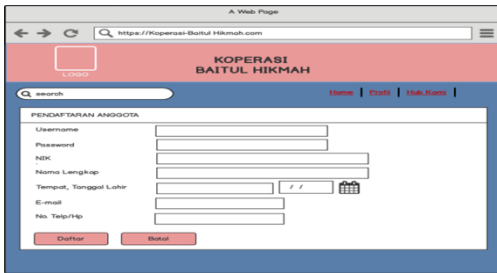 A Web Page
https://Koperasi-Baitul Hikmah.com
LOGO
KOPERASI
BAITUL HIKMAH
search
Home | Profil | Hub.Kami |
PENDAFTARAN ANGGOTA
Username
Password
NIK
Nama Lengkap
Tempat, Tanggal Lahir / /
E-mail
No. Telp/Hp
Daftar Batal